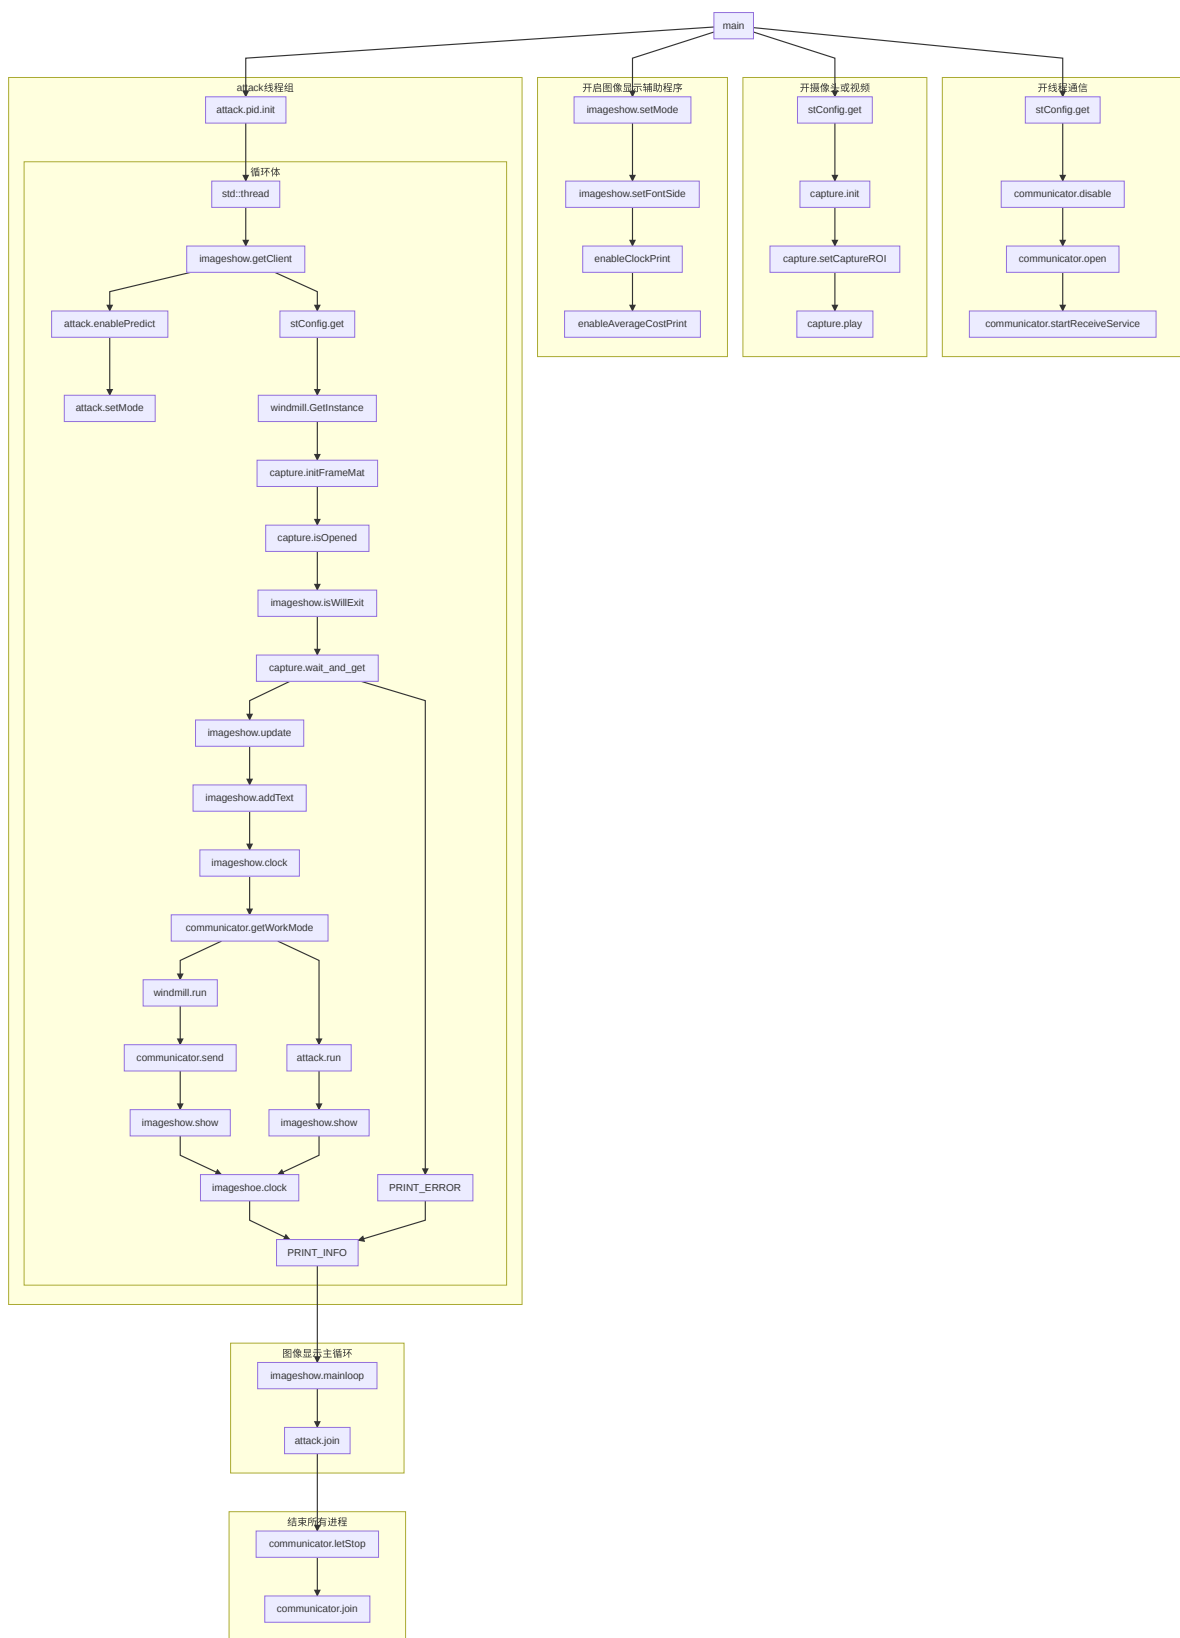 main
attack线程组
attack.pid.init
循环体
std::thread
imageshow.getClient
attack.enablePredict
stConfig.get
attack.setMode
windmill.GetInstance
capture.initFrameMat
capture.isOpened
imageshow.isWillExit
capture.wait_and_get
imageshow.update
imageshow.addText
imageshow.clock
communicator.getWorkMode
windmill.run
communicator.send
attack.run
imageshow.show
imageshow.show
imageshoe.clock
PRINT_ERROR
PRINT_INFO
图像显示主循环
imageshow.mainloop
attack.join
结束所有进程
communicator.letStop
communicator.join
开启图像显示辅助程序
imageshow.setMode
imageshow.setFontSide
enableClockPrint
enableAverageCostPrint
开摄像头或视频
stConfig.get
capture.init
capture.setCaptureROI
capture.play
开线程通信
stConfig.get
communicator.disable
communicator.open
communicator.startReceiveService